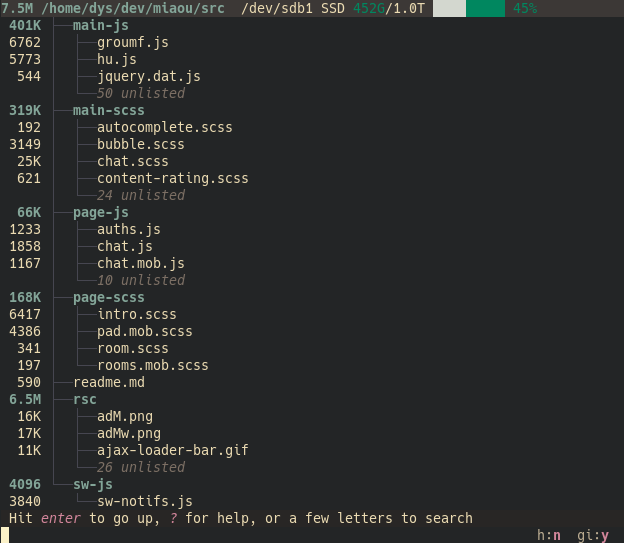 7.5M /home/dys/dev/miaou/src  /dev/sdb1 SSD 452G/1.0T 45%
401K main-js
6762 groumf.js
5773 hu.js
544 jquery.dat.js
50 unlisted
319K main-scss
192 autocomplete.scss
3149 bubble.scss
25K chat.scss
621 content-rating.scss
24 unlisted
66K page-js
1233 auths.js
1858 chat.js
1167 chat.mob.js
10 unlisted
168K page-scss
6417 intro.scss
4386 pad.mob.scss
341 room.scss
197 rooms.mob.scss
590 readme.md
6.5M rsc
16K adM.png
17K adMw.png
11K ajax-loader-bar.gif
26 unlisted
4096 sw-js
3840 sw-notifs.js
Hit enter to go up, ? for help, or a few letters to search
h:n gi:y